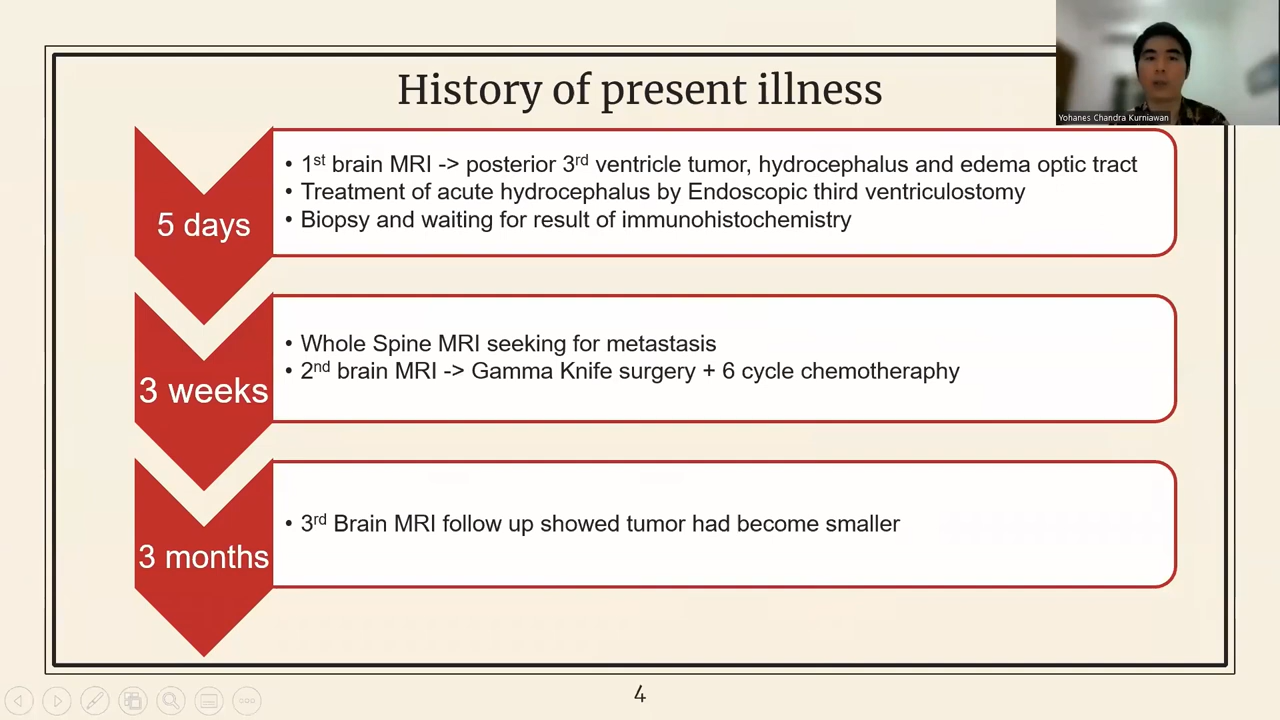 History of present illness
Yohanes Chandra Kurniawan
5 days
• 1st brain MRI -> posterior 3rd ventricle tumor, hydrocephalus and edema optic tract
• Treatment of acute hydrocephalus by Endoscopic third ventriculostomy
• Biopsy and waiting for result of immunohistochemistry
3 weeks
• Whole Spine MRI seeking for metastasis
• 2nd brain MRI -> Gamma Knife surgery + 6 cycle chemotheraphy
3 months
• 3rd Brain MRI follow up showed tumor had become smaller
4